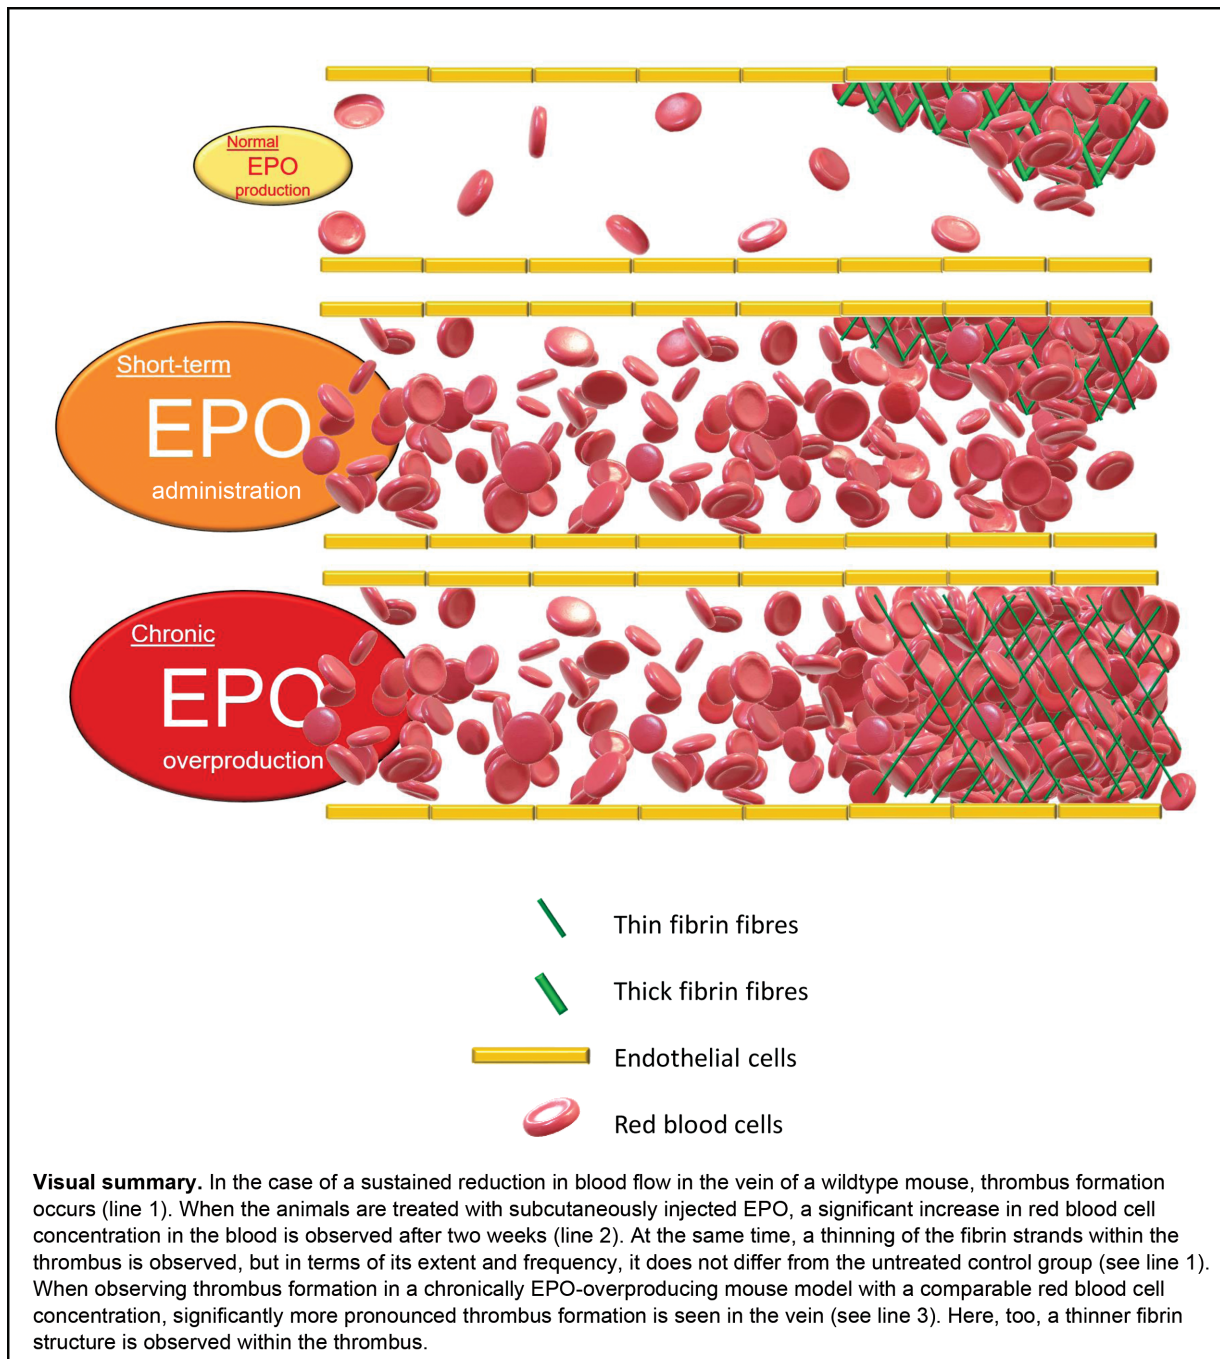 Normal
EPO
production
Short-term
EPO
administration
Chronic
EPO
overproduction
Thin fibrin fibres
Thick fibrin fibres
Endothelial cells
Red blood cells
Visual summary. In the case of a sustained reduction in blood flow in the vein of a wildtype mouse, thrombus formation
occurs (line 1). When the animals are treated with subcutaneously injected EPO, a significant increase in red blood cell
concentration in the blood is observed after two weeks (line 2). At the same time, a thinning of the fibrin strands within the
thrombus is observed, but in terms of its extent and frequency, it does not differ from the untreated control group (see line 1).
When observing thrombus formation in a chronically EPO-overproducing mouse model with a comparable red blood cell
concentration, significantly more pronounced thrombus formation is seen in the vein (see line 3). Here, too, a thinner fibrin
structure is observed within the thrombus.